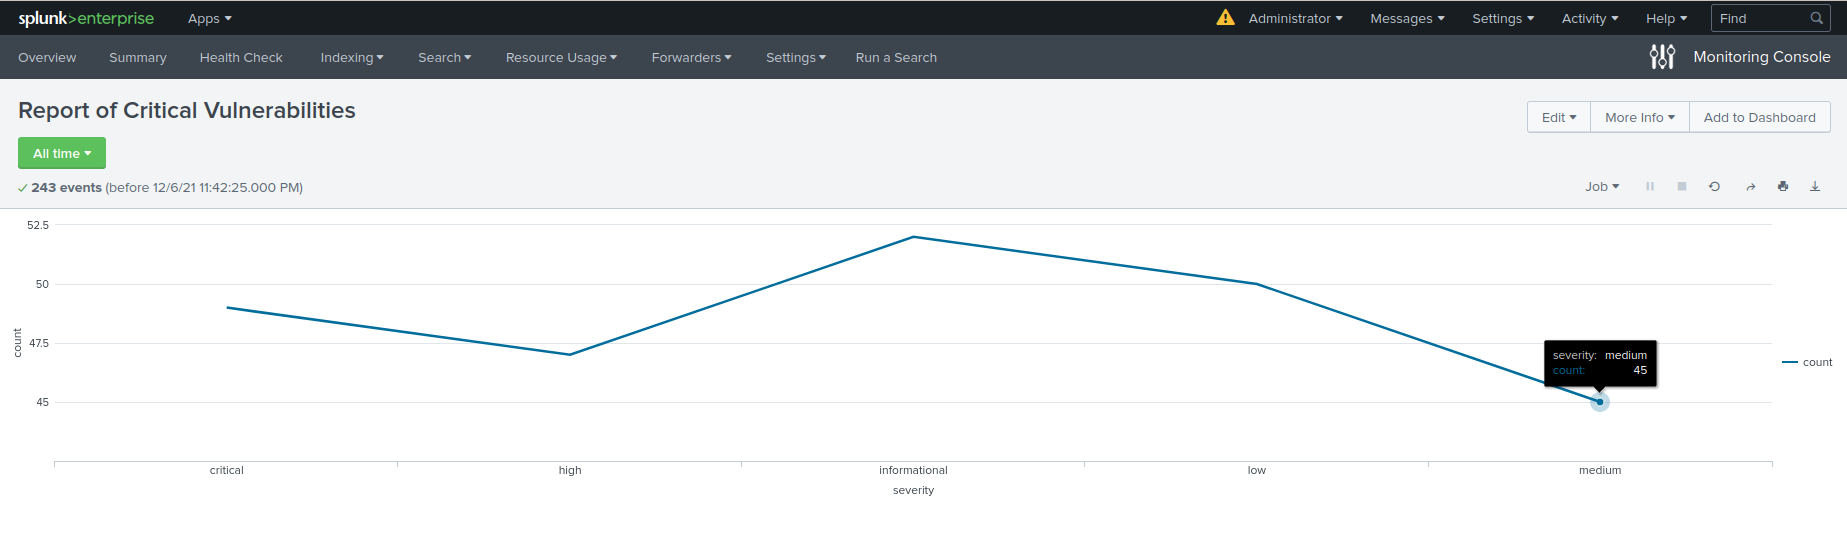 splunk>enterprise Apps Administrator Messages Settings Activity Help Find
Overview Summary Health Check Indexing Search Resource Usage Forwarders Settings Run a Search Monitoring Console
Report of Critical Vulnerabilities
Edit More Info Add to Dashboard
All time
243 events (before 12/6/21 11:42:25.000 PM)
Job
52.5
50
47.5
45
count
severity: medium
count: 45
count
critical high informational low medium
severity